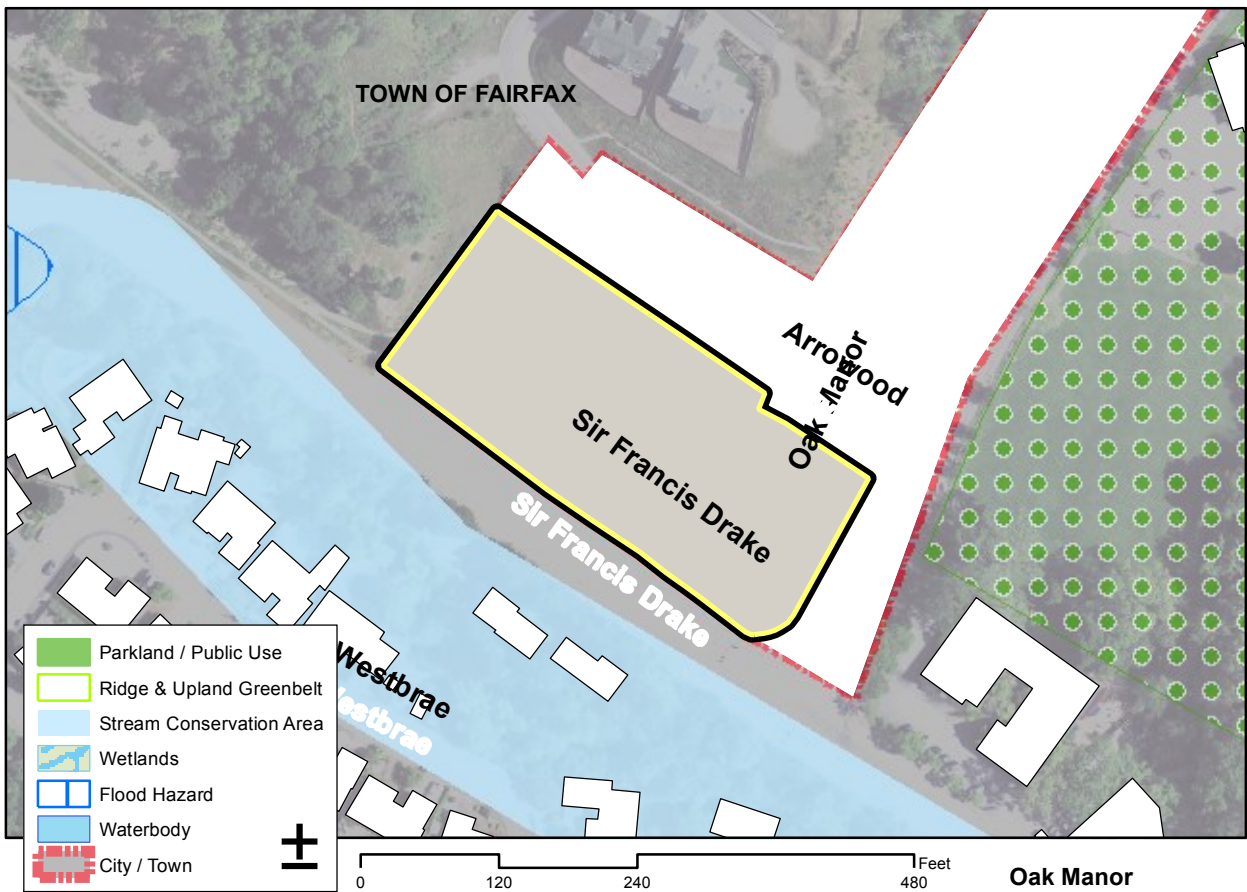 TOWN OF FAIRFAX
Arrowood
Oak Manor
Sir Francis Drake
Sir Francis Drake
Westbrae
Westbrae
Parkland / Public Use
Ridge & Upland Greenbelt
Stream Conservation Area
Wetlands
Flood Hazard
Waterbody
City / Town
±
Feet
0 120 240 480
Oak Manor